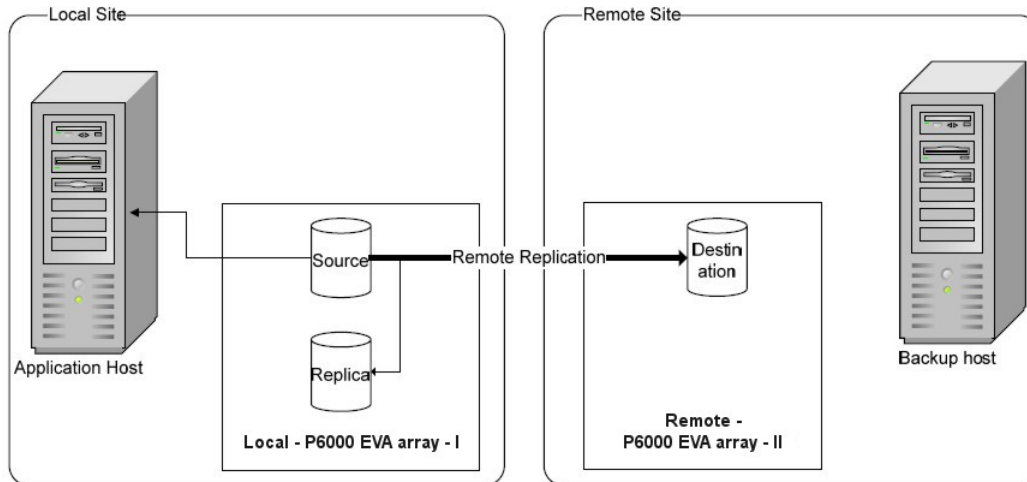 Local Site
Remote Site
Source
Remote Replication
Destin
ation
Application Host
Replica
Backup host
Local - P6000 EVA array - I
Remote -
P6000 EVA array - II